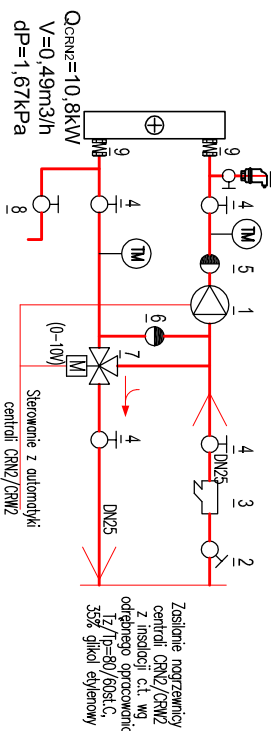 QCRN2=10,8kW
V=0,49m3/h
dP=1,67kPa
9
9
4
TM
5
1
4
DN25
3
2
8
4
TM
6
7
(0-10V)
M
4
DN25
Sterowanie z automatyki
centrali CRN2/CRW2
Zasilanie nagrzewnicy
centrali CRN2/CRW2
z insalacji c.t. wg
odrębnego opracowania
Tz/Tp=80/60st.C,
35% glikol etylenowy